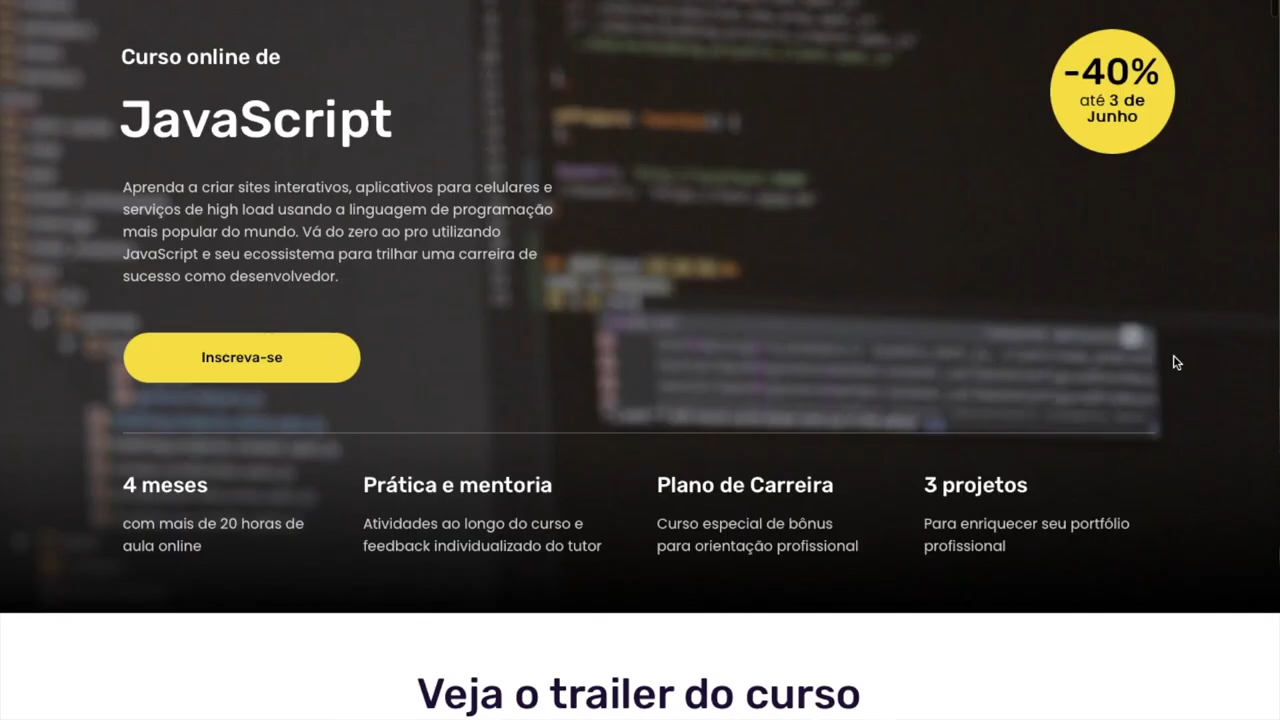 Curso online de
JavaScript
-40%
até 3 de
Junho
Aprenda a criar sites interativos, aplicativos para celulares e
serviços de high load usando a linguagem de programação
mais popular do mundo. Vá do zero ao pro utilizando
JavaScript e seu ecossistema para trilhar uma carreira de
sucesso como desenvolvedor.
Inscreva-se
4 meses
com mais de 20 horas de
aula online
Prática e mentoria
Atividades ao longo do curso e
feedback individualizado do tutor
Plano de Carreira
Curso especial de bônus
para orientação profissional
3 projetos
Para enriquecer seu portfólio
profissional
Veja o trailer do curso